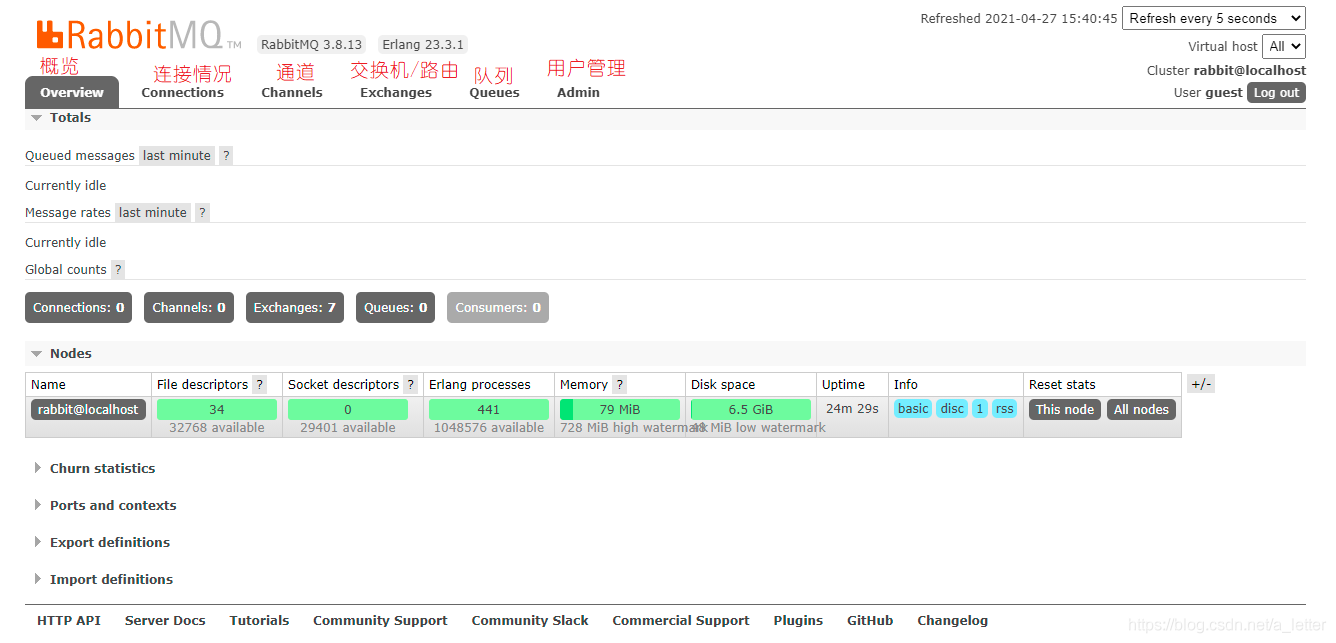 RabbitMQ TM RabbitMQ 3.8.13 Erlang 23.3.1
Refreshed 2021-04-27 15:40:45 Refresh every 5 seconds
Virtual host All
Cluster rabbit@localhost
User guest Log out
概览 连接情况 通道 交换机/路由 队列 用户管理
Overview Connections Channels Exchanges Queues Admin
Totals
Queued messages last minute ?
Currently idle
Message rates last minute ?
Currently idle
Global counts ?
Connections: 0 Channels: 0 Exchanges: 7 Queues: 0 Consumers: 0
Nodes
Name File descriptors ? Socket descriptors ? Erlang processes Memory ? Disk space Uptime Info Reset stats +/-
rabbit@localhost 34 0 441 79 MiB 6.5 GiB 24m 29s basic disc 1 rss This node All nodes
32768 available 29401 available 1048576 available 728 MiB high watermark 48 MiB low watermark
Churn statistics
Ports and contexts
Export definitions
Import definitions
HTTP API Server Docs Tutorials Community Support Community Slack Commercial Support Plugins GitHub Changelog
https://blog.csdn.net/a_letter